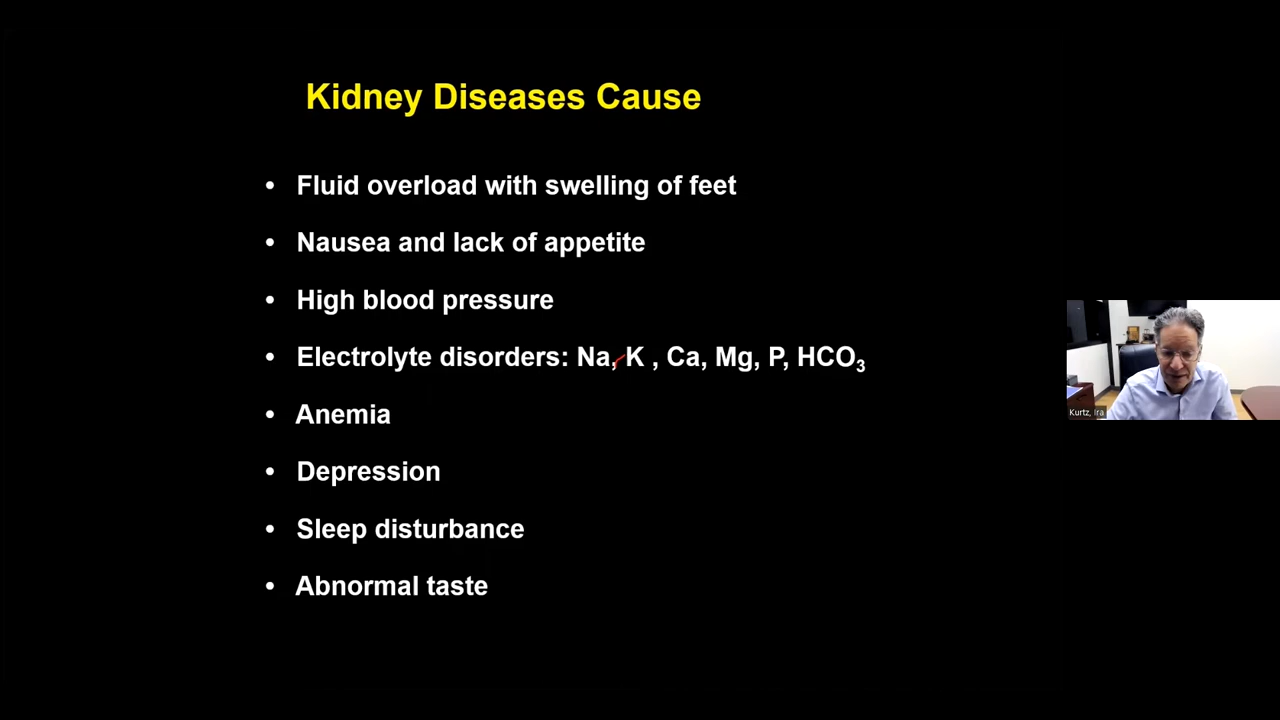 Kidney Diseases Cause
• Fluid overload with swelling of feet
• Nausea and lack of appetite
• High blood pressure
• Electrolyte disorders: Na, K , Ca, Mg, P, HCO₃
• Anemia
• Depression
• Sleep disturbance
• Abnormal taste
Kurtz, Ira